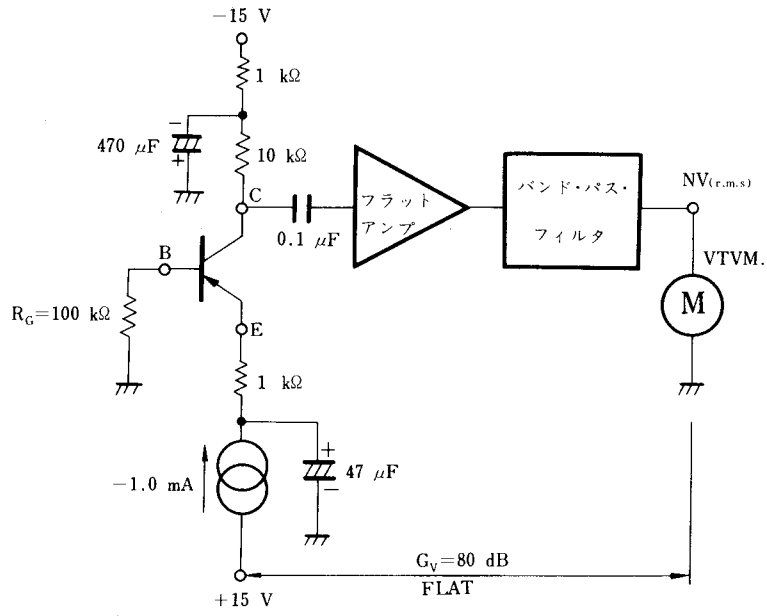 −15 V
1 kΩ
−
470 μF
+
10 kΩ
C
0.1 μF
フラット
アンプ
バンド・パス・
フィルタ
NV(r.m.s)
VTVM.
M
B
R_G=100 kΩ
E
1 kΩ
+
47 μF
−
−1.0 mA
G_V=80 dB
FLAT
+15 V